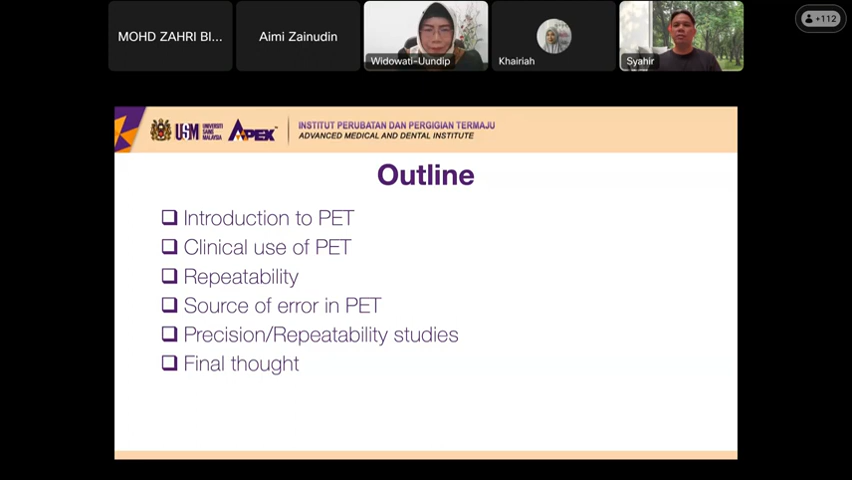 MOHD ZAHRI BI...
Aimi Zainudin
Widowati-Uundip
Khairiah
Syahir
+112
USM UNIVERSITI SAINS MALAYSIA
APEX™
INSTITUT PERUBATAN DAN PERGIGIAN TERMAJU
ADVANCED MEDICAL AND DENTAL INSTITUTE
Outline
Introduction to PET
Clinical use of PET
Repeatability
Source of error in PET
Precision/Repeatability studies
Final thought